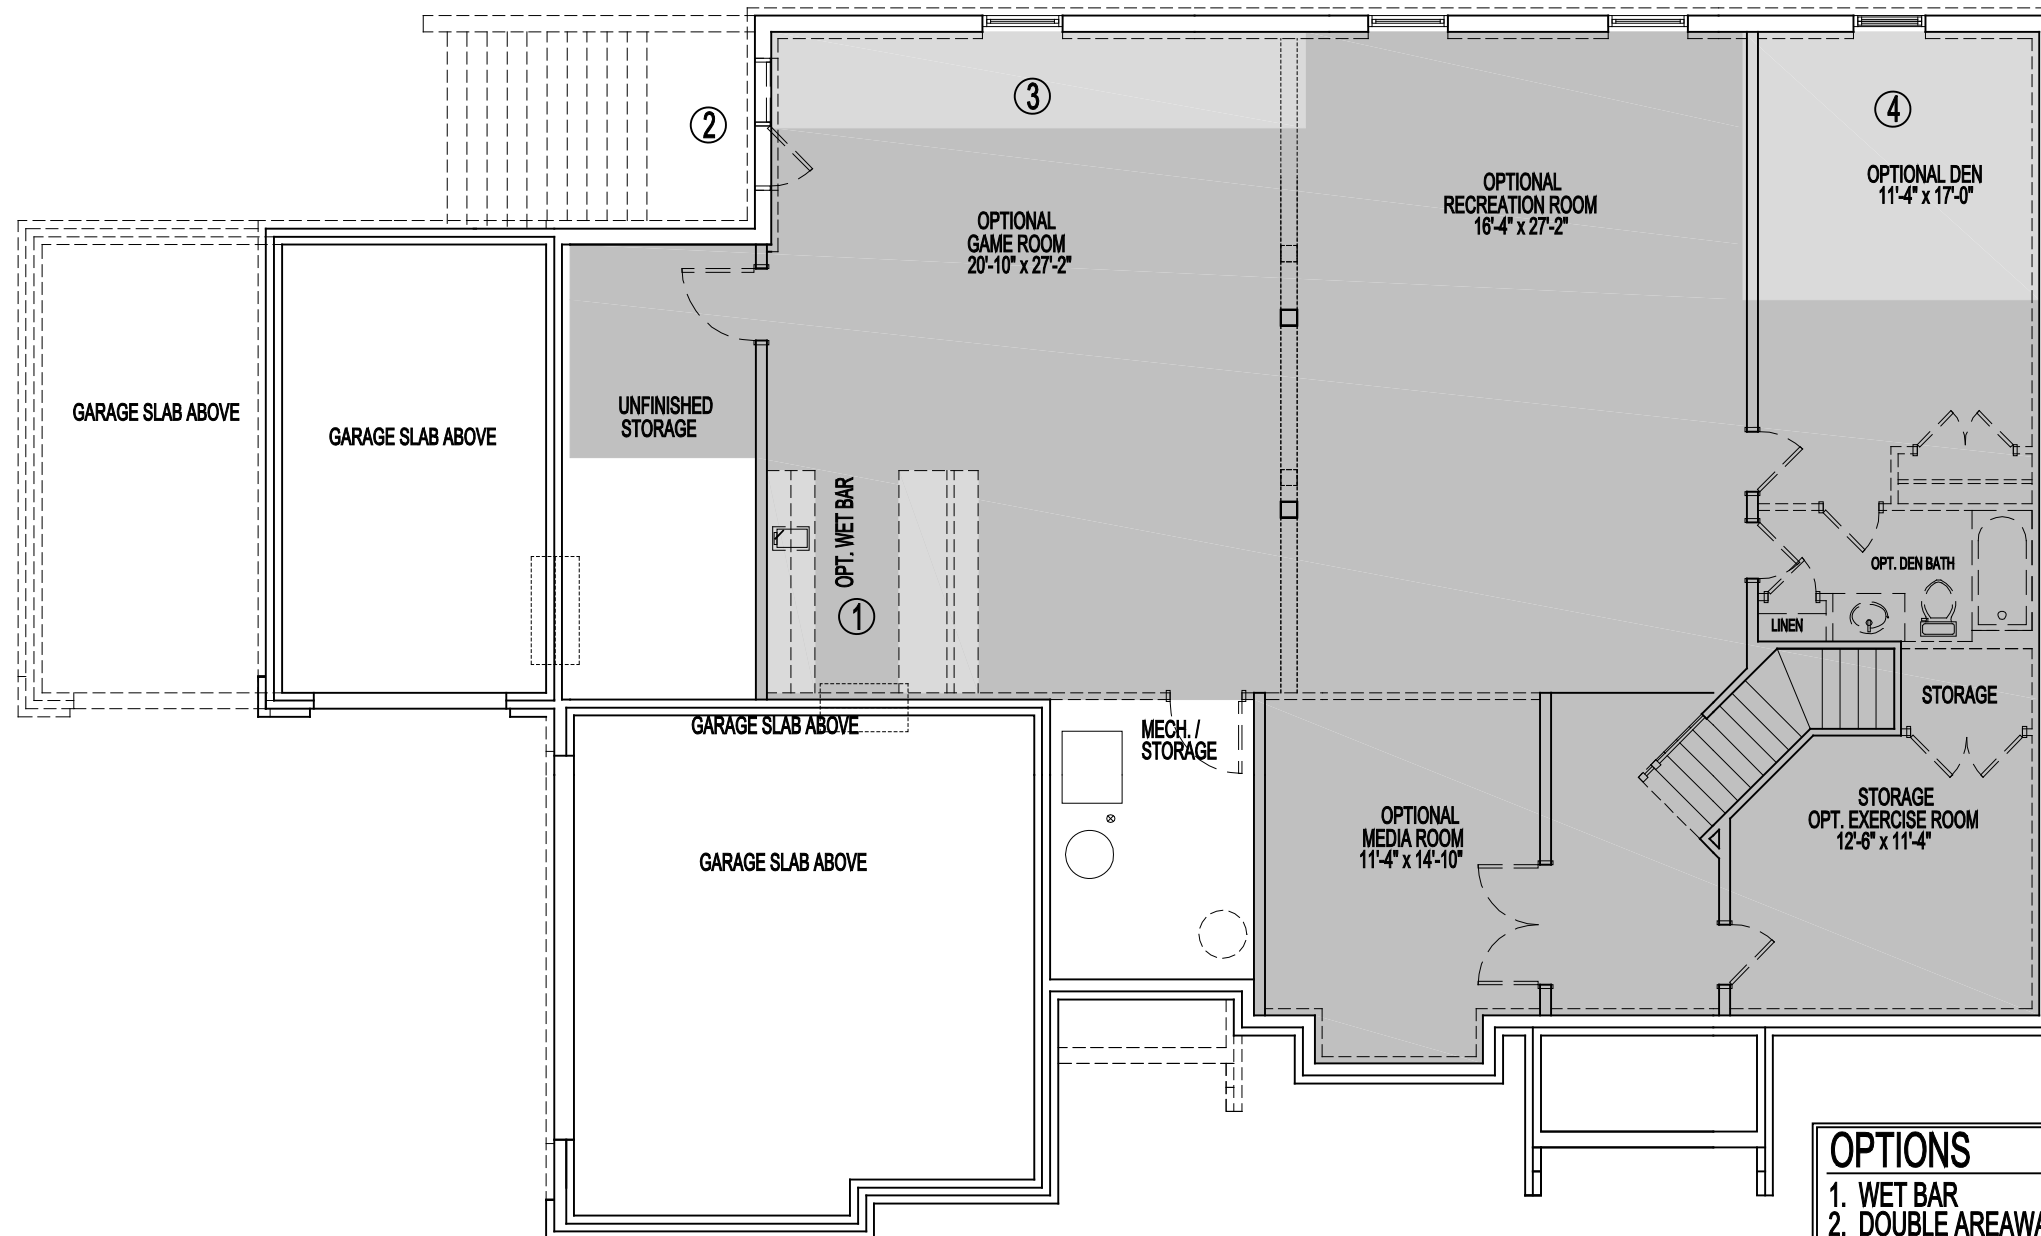 ②
③
④
OPTIONAL DEN
11'-4" x 17'-0"
OPTIONAL
RECREATION ROOM
16'-4" x 27'-2"
OPTIONAL
GAME ROOM
20'-10" x 27'-2"
GARAGE SLAB ABOVE
GARAGE SLAB ABOVE
UNFINISHED
STORAGE
OPT. WET BAR
①
OPT. DEN BATH
LINEN
STORAGE
GARAGE SLAB ABOVE
MECH. /
STORAGE
STORAGE
OPT. EXERCISE ROOM
12'-6" x 11'-4"
OPTIONAL
MEDIA ROOM
11'-4" x 14'-10"
GARAGE SLAB ABOVE
OPTIONS
1. WET BAR
2. DOUBLE AREAWA